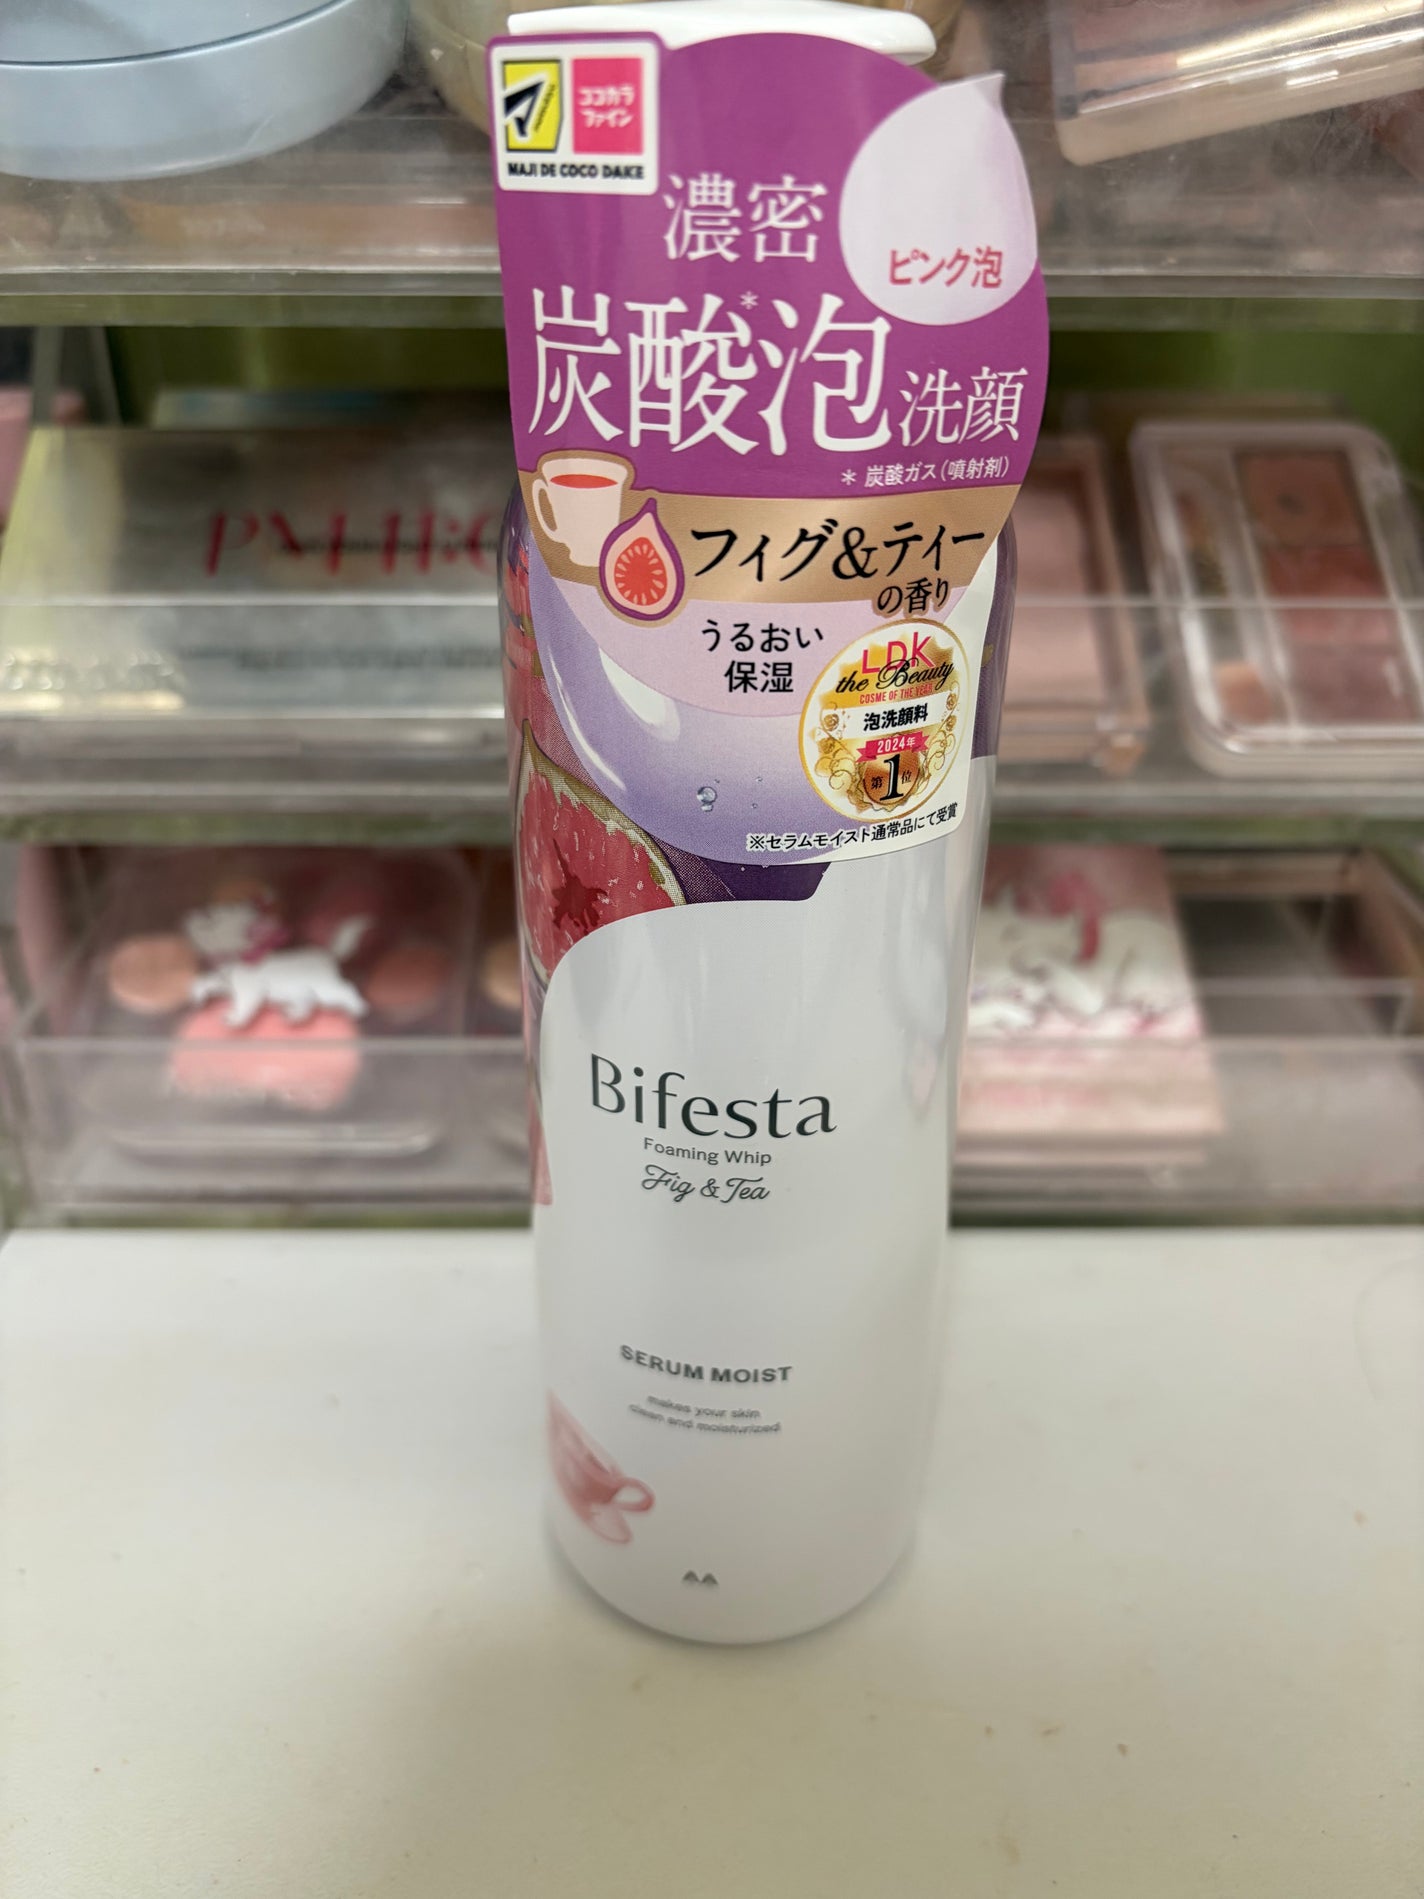 ココカラ
ファイン
MAJI DE COCO DAKE
濃密
ピンク泡
炭酸*泡洗顔
* 炭酸ガス(噴射剤)
フィグ&ティー
の香り
うるおい
保湿
LDK
the Beauty
COSME OF THE YEAR
泡洗顔料
2024年
第1位
※セラムモイスト通常品にて受賞
Bifesta
Foaming Whip
Fig & Tea
SERUM MOIST
makes your skin
clean and moisturized